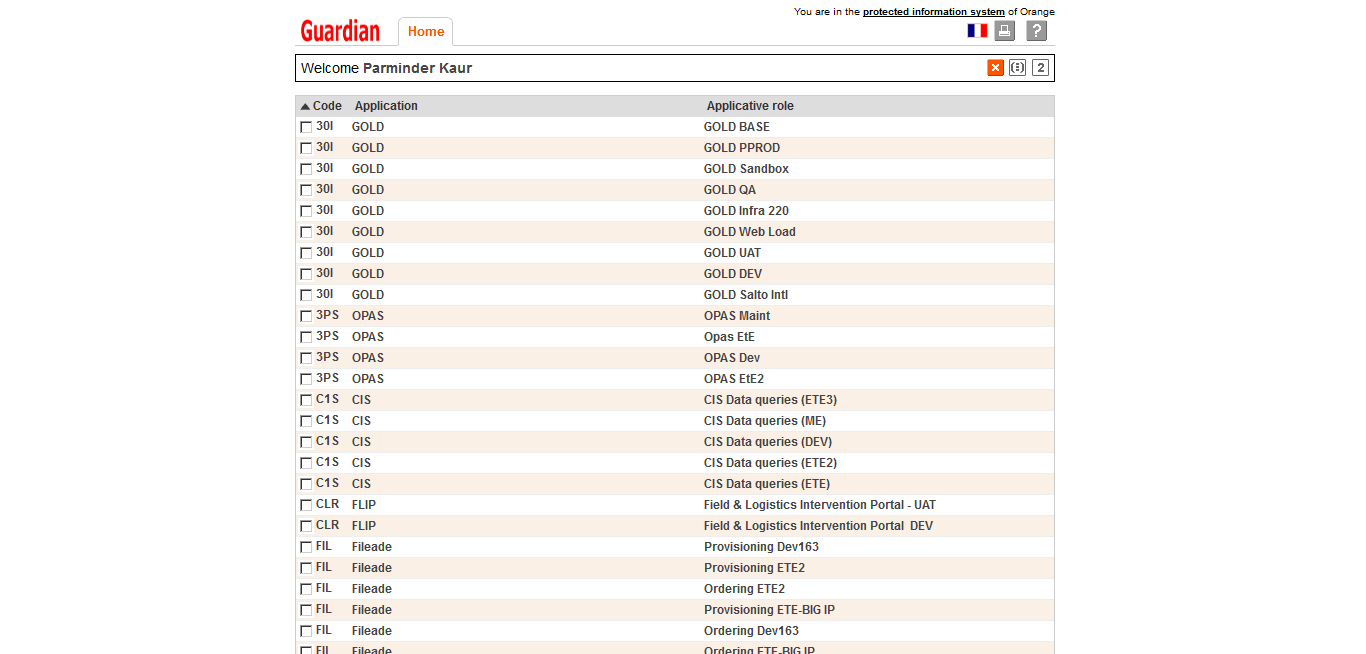 You are in the protected information system of Orange
Guardian
Home
?
Welcome Parminder Kaur
2
Code Application Applicative role
30I GOLD GOLD BASE
30I GOLD GOLD PPROD
30I GOLD GOLD Sandbox
30I GOLD GOLD QA
30I GOLD GOLD Infra 220
30I GOLD GOLD Web Load
30I GOLD GOLD UAT
30I GOLD GOLD DEV
30I GOLD GOLD Salto Intl
3PS OPAS OPAS Maint
3PS OPAS Opas EtE
3PS OPAS OPAS Dev
3PS OPAS OPAS EtE2
C1S CIS CIS Data queries (ETE3)
C1S CIS CIS Data queries (ME)
C1S CIS CIS Data queries (DEV)
C1S CIS CIS Data queries (ETE2)
C1S CIS CIS Data queries (ETE)
CLR FLIP Field & Logistics Intervention Portal - UAT
CLR FLIP Field & Logistics Intervention Portal DEV
FIL Fileade Provisioning Dev163
FIL Fileade Provisioning ETE2
FIL Fileade Ordering ETE2
FIL Fileade Provisioning ETE-BIG IP
FIL Fileade Ordering Dev163
FIL Fileade Ordering ETE-BIG IP